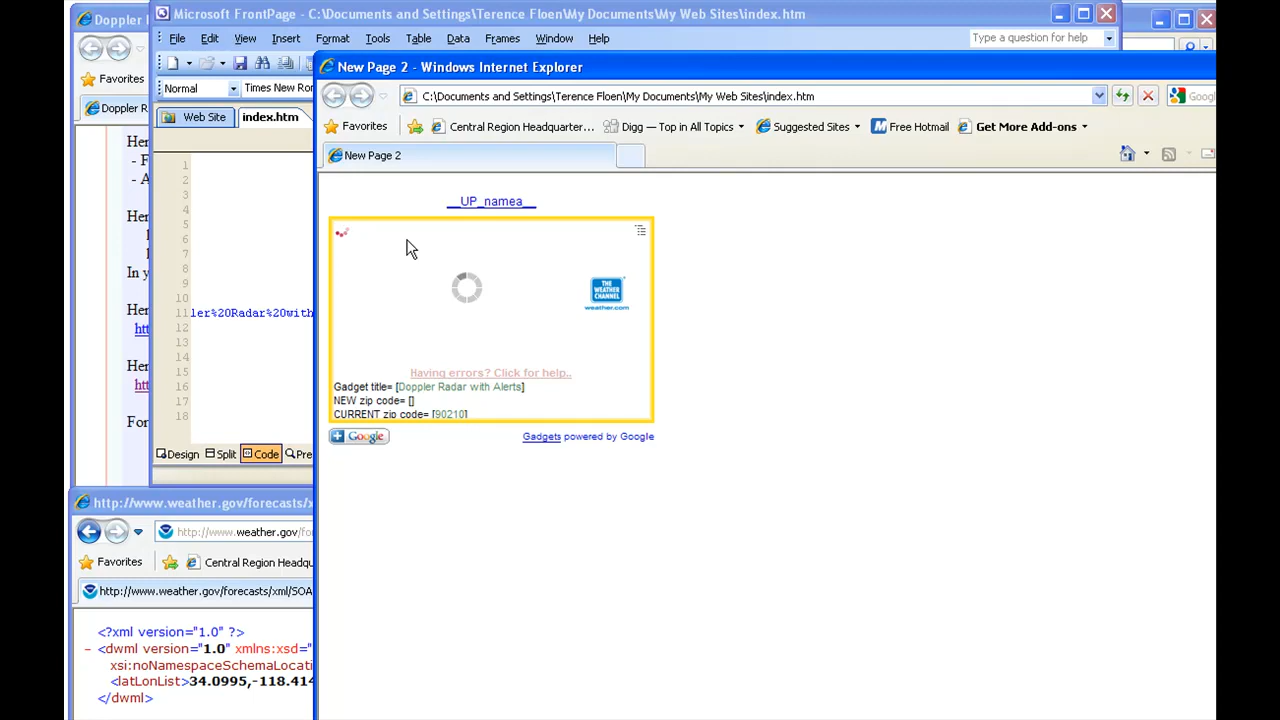 Doppler
Microsoft FrontPage - C:\Documents and Settings\Terence Floen\My Documents\My Web Sites\index.htm
File Edit View Insert Format Tools Table Data Frames Window Help
Type a question for help
Normal
Times New Ror
Favorites
Doppler R
Web Site
index.htm
New Page 2 - Windows Internet Explorer
C:\Documents and Settings\Terence Floen\My Documents\My Web Sites\index.htm
Google
Favorites
Central Region Headquarter...
Digg — Top in All Topics
Suggested Sites
Free Hotmail
Get More Add-ons
New Page 2
Her
- F
- A
Her
In y
Her
htt
Her
htt
For
1
2
3
4
5
6
7
8
9
10
11
12
13
14
15
16
17
18
ler%20Radar%20with
Design Split Code Pre
__UP_namea__
THE
WEATHER
CHANNEL
weather.com
Having errors? Click for help..
Gadget title= [Doppler Radar with Alerts]
NEW zip code= []
CURRENT zip code= [90210]
Google
Gadgets powered by Google
http://www.weather.gov/forecasts/x
http://www.weather.gov/fo
Favorites
Central Region Headqu
http://www.weather.gov/forecasts/xml/SOA
<?xml version="1.0" ?>
- <dwml version="1.0" xmlns:xsd="
xsi:noNamespaceSchemaLocati
<latLonList>34.0995,-118.414
</dwml>